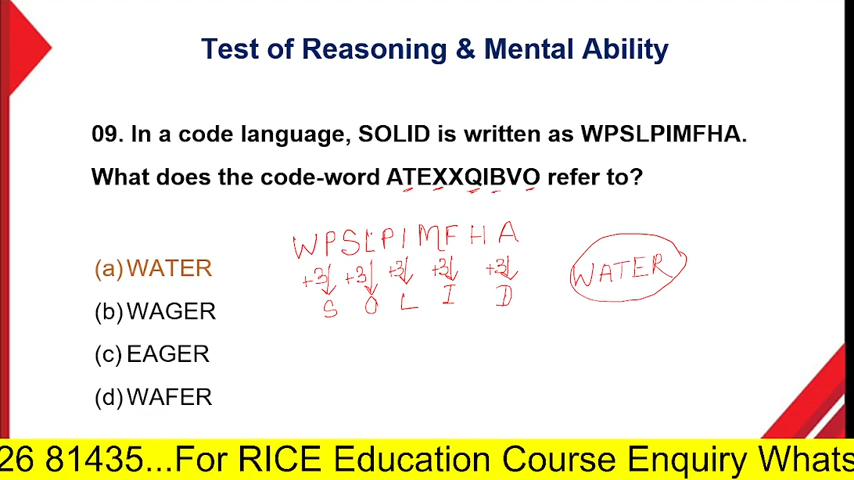 Test of Reasoning & Mental Ability
09. In a code language, SOLID is written as WPSLPIMFHA.
What does the code-word ATEXXQIBVO refer to?
WPSLPIMFHA
(a) WATER
+3 +3 +3 +3 +3
WATER
S O L I D
(b) WAGER
(c) EAGER
(d) WAFER
26 81435...For RICE Education Course Enquiry Whats